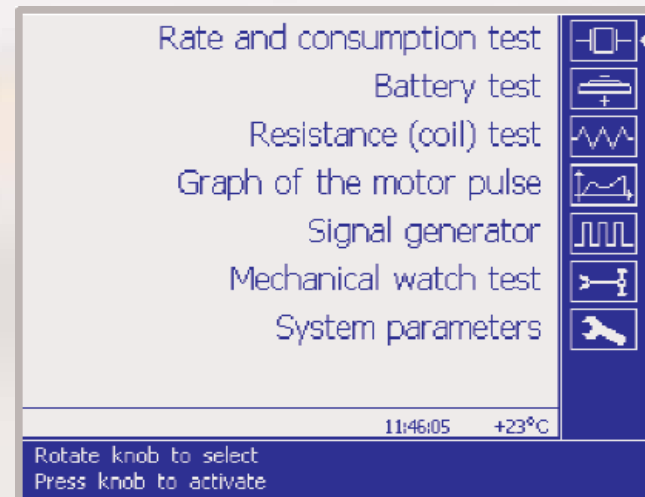 Rate and consumption test
Battery test
Resistance (coil) test
Graph of the motor pulse
Signal generator
Mechanical watch test
System parameters
11:46:05 +23°C
Rotate knob to select
Press knob to activate